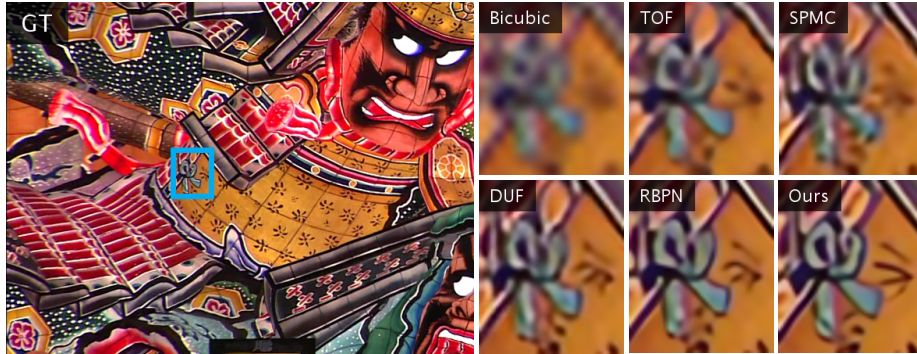 GT
Bicubic
TOF
SPMC
DUF
RBPN
Ours